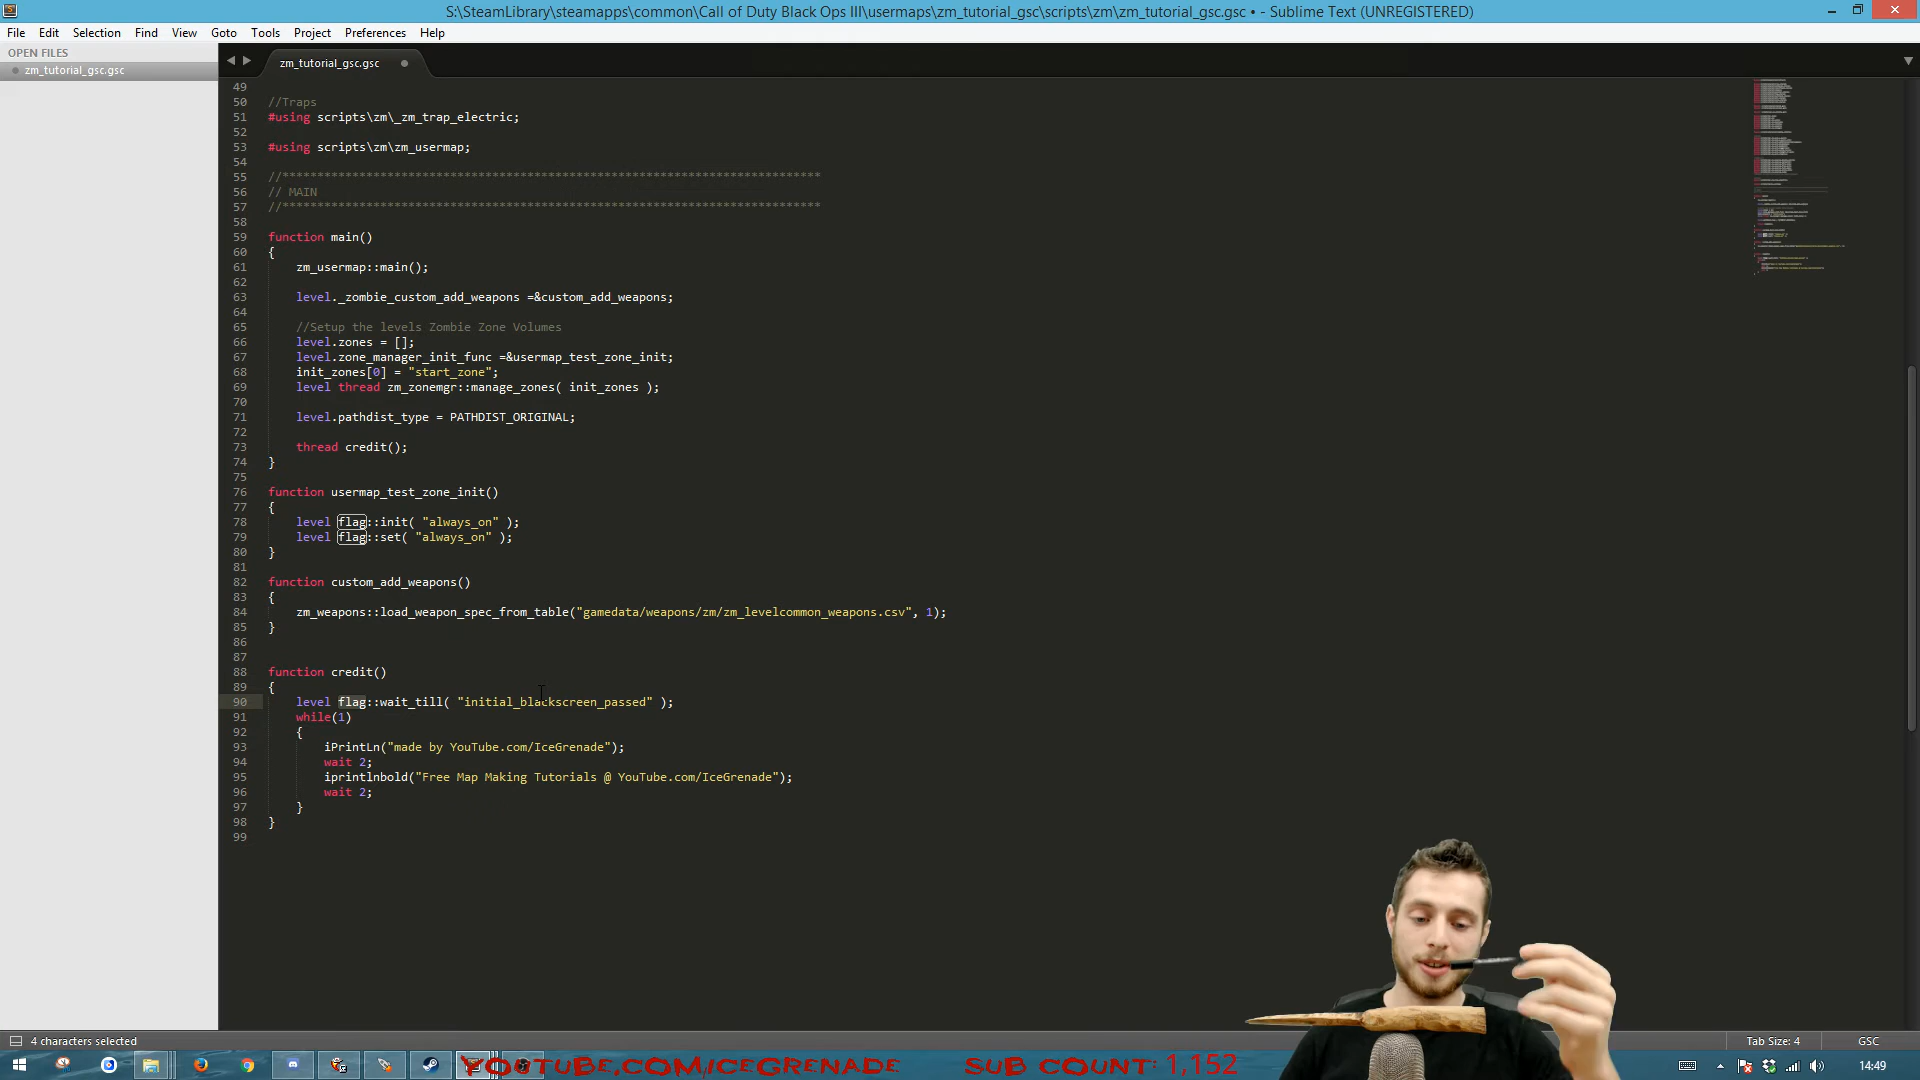 S:\SteamLibrary\steamapps\common\Call of Duty Black Ops III\usermaps\zm_tutorial_gsc\scripts\zm\zm_tutorial_gsc.gsc • - Sublime Text (UNREGISTERED)
File Edit Selection Find View Goto Tools Project Preferences Help
OPEN FILES
zm_tutorial_gsc.gsc
zm_tutorial_gsc.gsc
49
50 //Traps
51 #using scripts\zm\_zm_trap_electric;
52
53 #using scripts\zm\zm_usermap;
54
55 //*****************************************************************************
56 // MAIN
57 //*****************************************************************************
58
59 function main()
60 {
61 zm_usermap::main();
62
63 level._zombie_custom_add_weapons =&custom_add_weapons;
64
65 //Setup the levels Zombie Zone Volumes
66 level.zones = [];
67 level.zone_manager_init_func =&usermap_test_zone_init;
68 init_zones[0] = "start_zone";
69 level thread zm_zonemgr::manage_zones( init_zones );
70
71 level.pathdist_type = PATHDIST_ORIGINAL;
72
73 thread credit();
74 }
75
76 function usermap_test_zone_init()
77 {
78 level flag::init( "always_on" );
79 level flag::set( "always_on" );
80 }
81
82 function custom_add_weapons()
83 {
84 zm_weapons::load_weapon_spec_from_table("gamedata/weapons/zm/zm_levelcommon_weapons.csv", 1);
85 }
86
87
88 function credit()
89 {
90 level flag::wait_till( "initial_blackscreen_passed" );
91 while(1)
92 {
93 iPrintLn("made by YouTube.com/IceGrenade");
94 wait 2;
95 iprintlnbold("Free Map Making Tutorials @ YouTube.com/IceGrenade");
96 wait 2;
97 }
98 }
99
4 characters selected
Tab Size: 4
GSC
YOUTUBE.COM/ICEGRENADE
SUB COUNT: 1,152
14:49